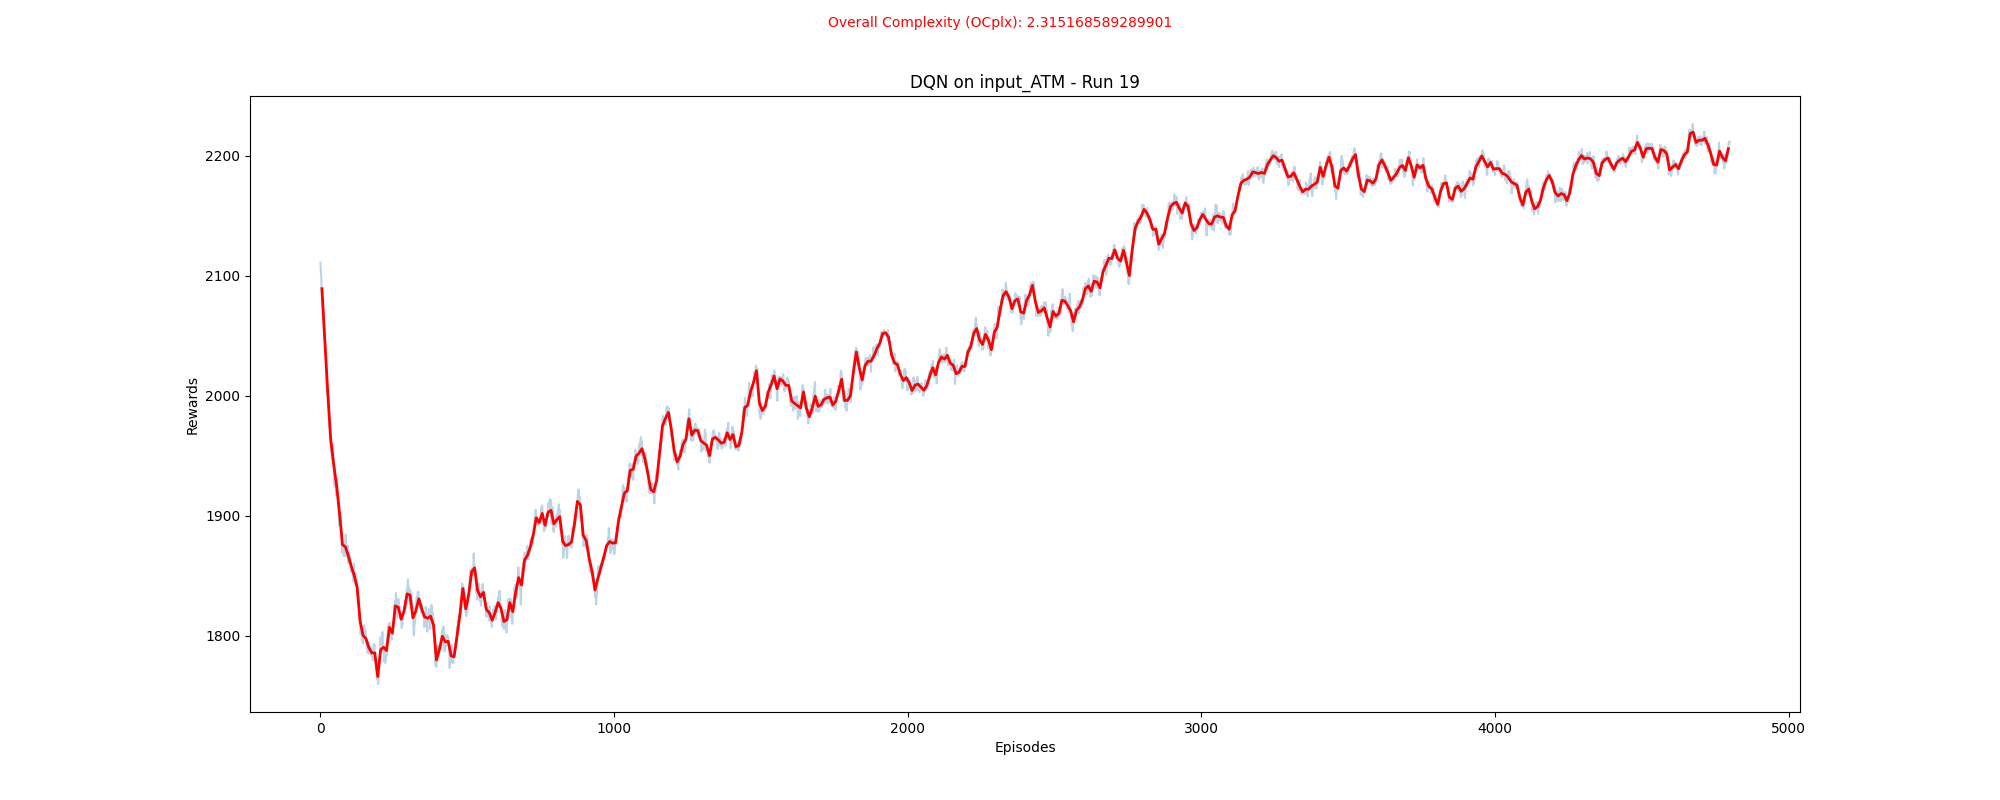 Overall Complexity (OCplx): 2.315168589289901
DQN on input_ATM - Run 19
2200
2100
2000
1900
1800
Rewards
0 1000 2000 3000 4000 5000
Episodes